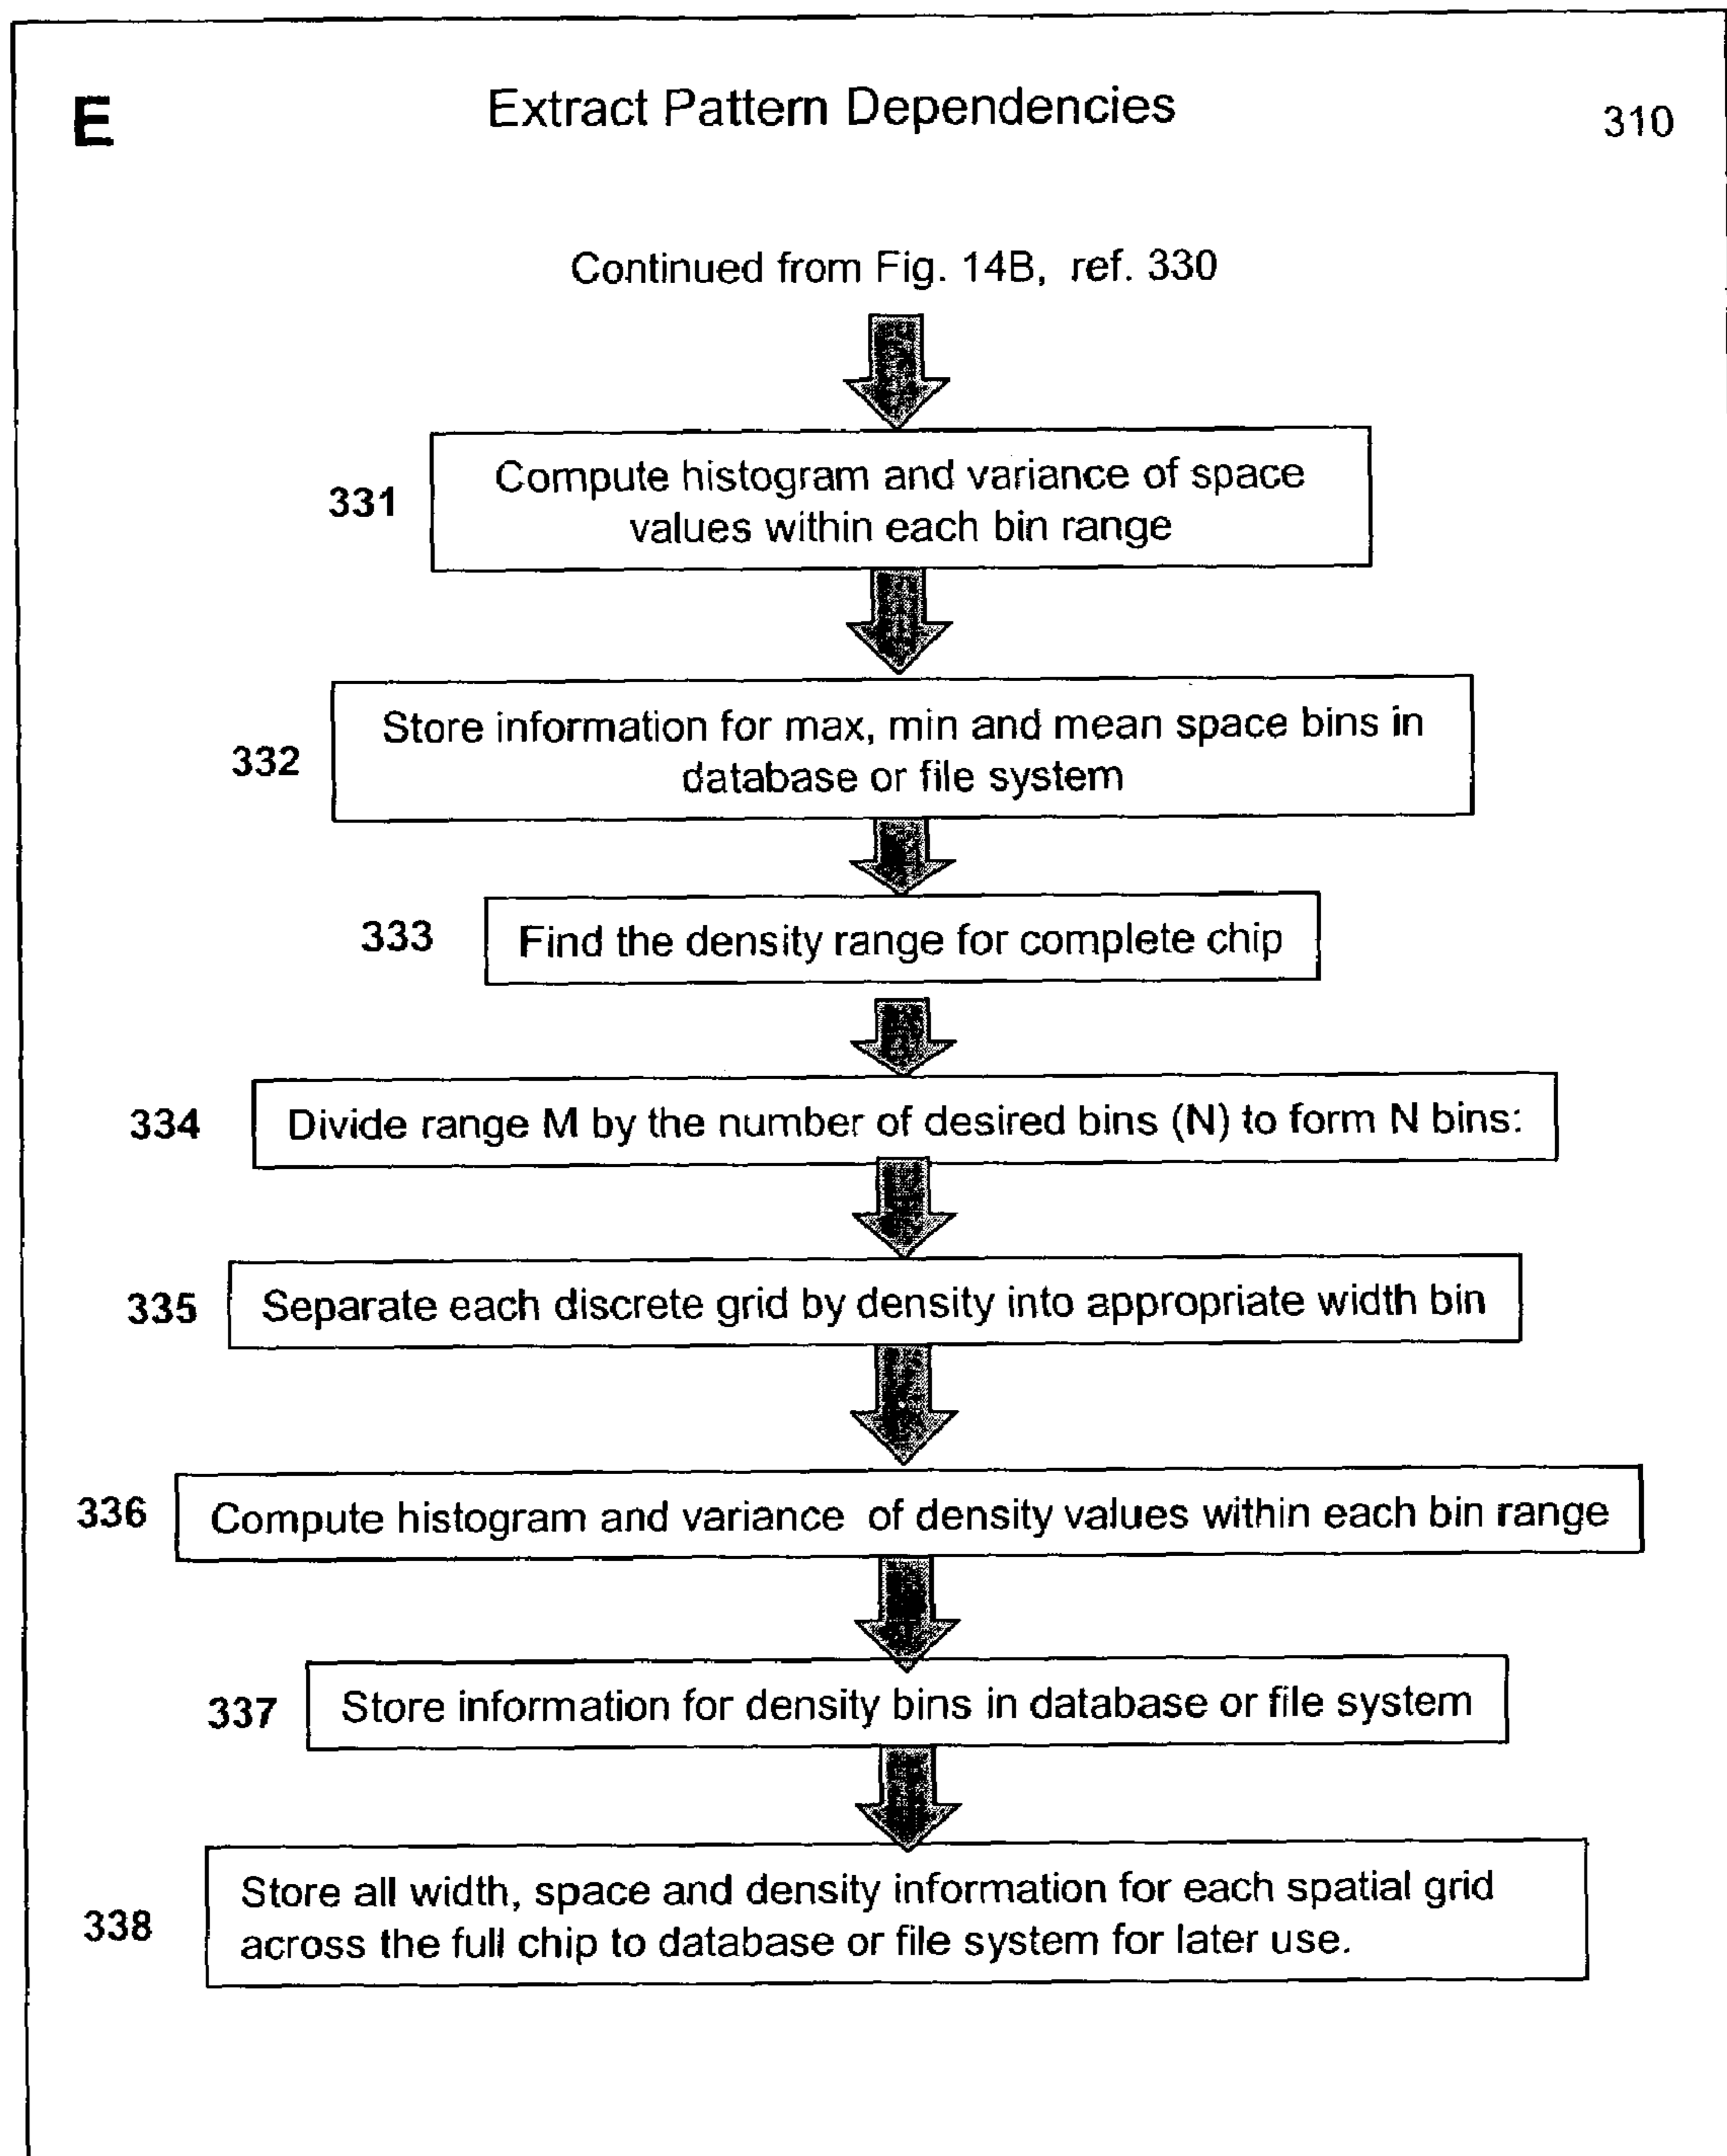 E Extract Pattern Dependencies 310
Continued from Fig. 14B, ref. 330
331 Compute histogram and variance of space
values within each bin range
332 Store information for max, min and mean space bins in
database or file system
333 Find the density range for complete chip
334 Divide range M by the number of desired bins (N) to form N bins:
335 Separate each discrete grid by density into appropriate width bin
336 Compute histogram and variance of density values within each bin range
337 Store information for density bins in database or file system
338 Store all width, space and density information for each spatial grid
across the full chip to database or file system for later use.